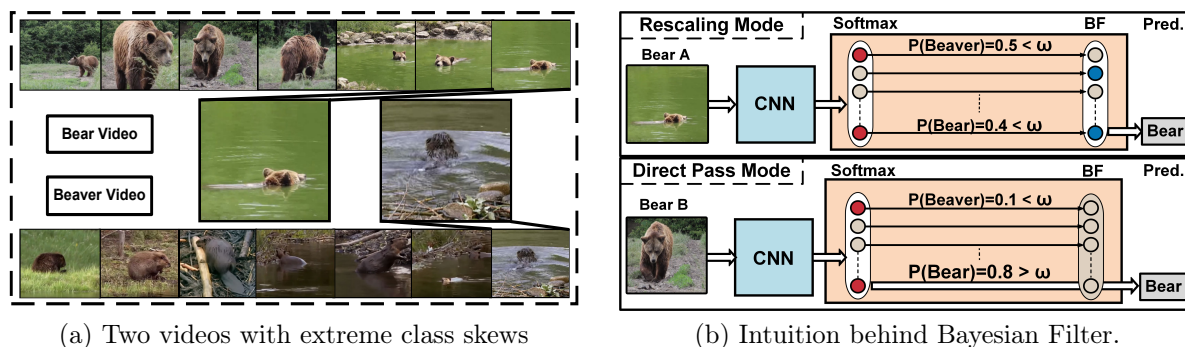 Bear Video
Beaver Video
(a) Two videos with extreme class skews
Rescaling Mode
Softmax
BF
Pred.
Bear A
CNN
P(Beaver)=0.5 < ω
P(Bear)=0.4 < ω
Bear
Direct Pass Mode
Softmax
BF
Pred.
Bear B
CNN
P(Beaver)=0.1 < ω
P(Bear)=0.8 > ω
Bear
(b) Intuition behind Bayesian Filter.